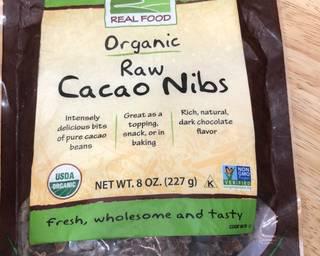 REAL FOOD
Organic
Raw
Cacao Nibs
Intensely
delicious bits
of pure cacao
beans
Great as a
topping,
snack, or in
baking
Rich, natural,
dark chocolate
flavor
USDA
ORGANIC
NET WT. 8 OZ. (227 g)
K
NON
GMO
VERIFIED
fresh, wholesome and tasty